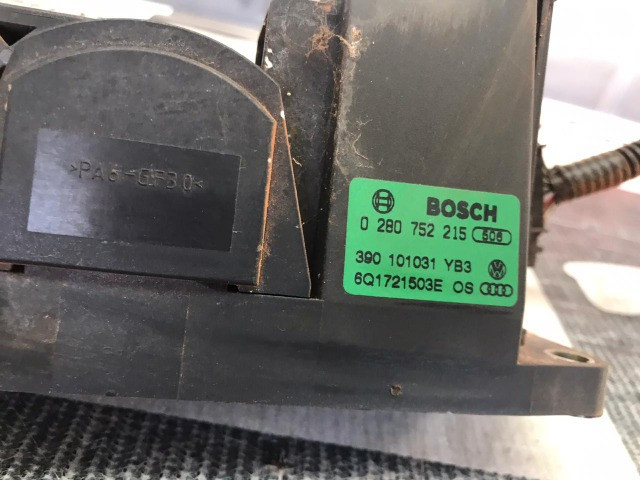 >PA6-GF30<
BOSCH
0 280 752 215 506
390 101031 YB3
6Q1721503E OS